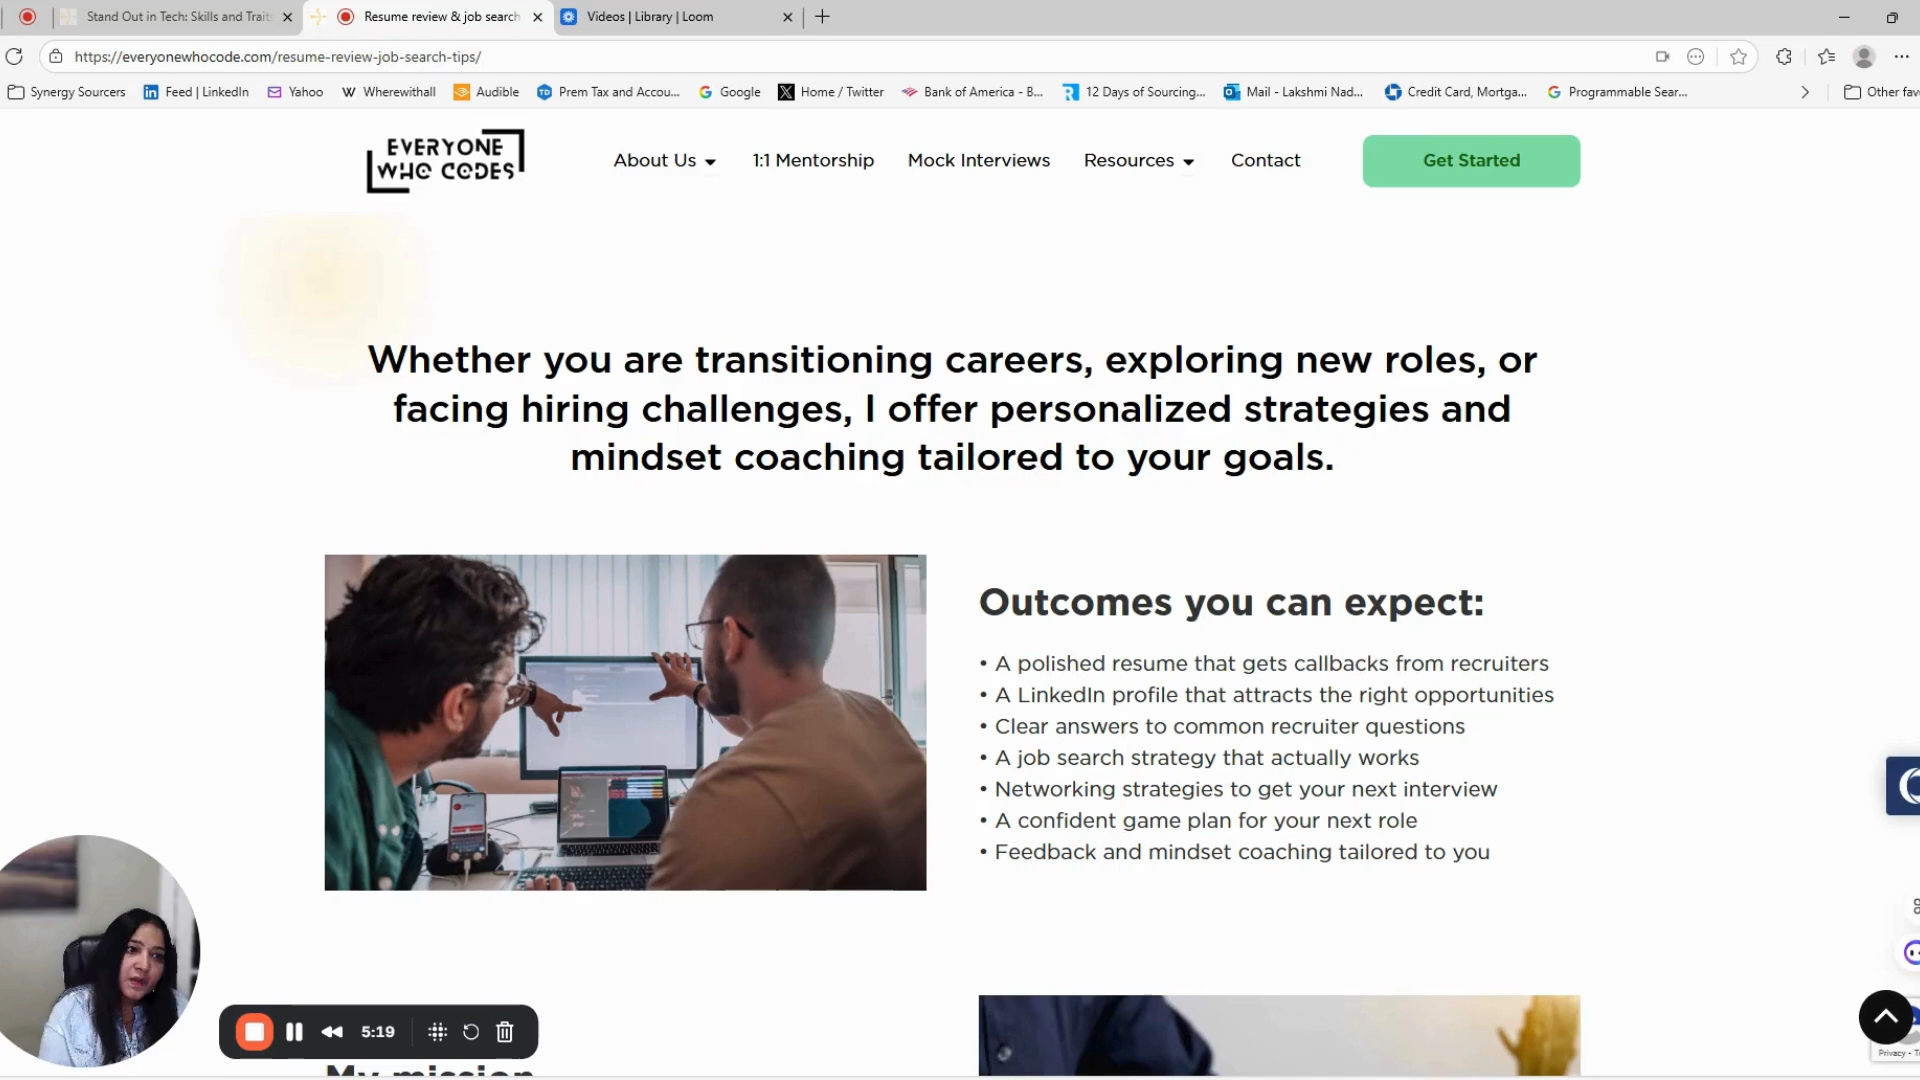 Stand Out in Tech: Skills and Trait
Resume review & job search
Videos | Library | Loom
https://everyonewhocode.com/resume-review-job-search-tips/
Synergy Sourcers
Feed | LinkedIn
Yahoo
Wherewithall
Audible
Prem Tax and Accou...
Google
Home / Twitter
Bank of America - B...
12 Days of Sourcing...
Mail - Lakshmi Nad...
Credit Card, Mortga...
Programmable Sear...
Other fav
EVERYONE
WHO CODES
About Us
1:1 Mentorship
Mock Interviews
Resources
Contact
Get Started
Whether you are transitioning careers, exploring new roles, or
facing hiring challenges, I offer personalized strategies and
mindset coaching tailored to your goals.
Outcomes you can expect:
• A polished resume that gets callbacks from recruiters
• A LinkedIn profile that attracts the right opportunities
• Clear answers to common recruiter questions
• A job search strategy that actually works
• Networking strategies to get your next interview
• A confident game plan for your next role
• Feedback and mindset coaching tailored to you
5:19
My mission
Privacy - T